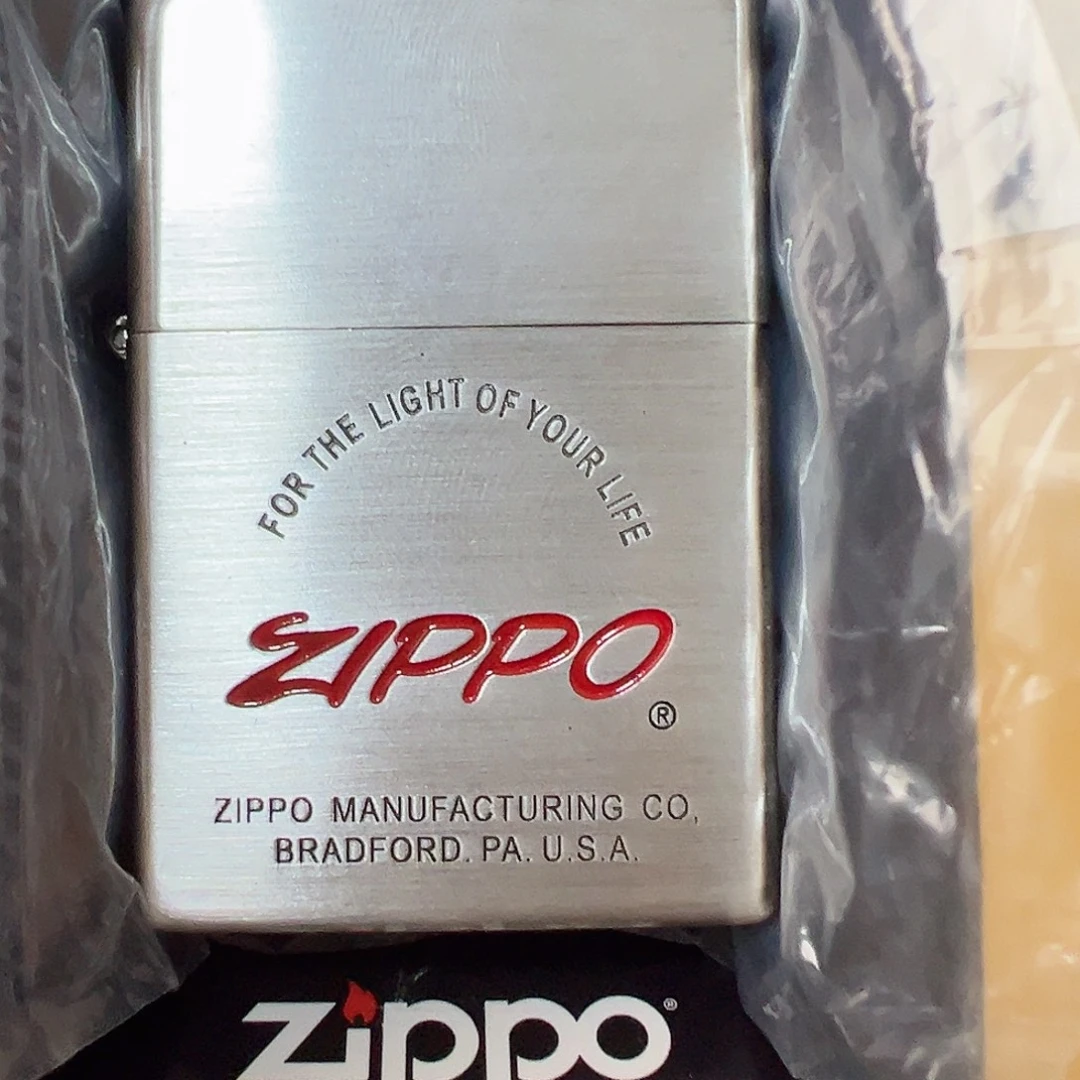 FOR THE LIGHT OF YOUR LIFE
ZIPPO
®
ZIPPO MANUFACTURING CO,
BRADFORD. PA. U.S.A.
Zippo®